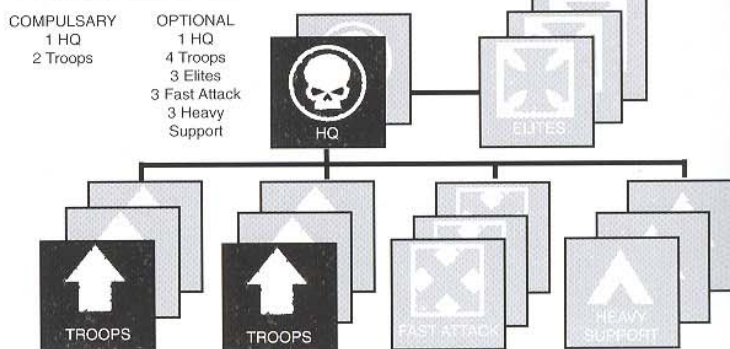 COMPULSARY
1 HQ
2 Troops
OPTIONAL
1 HQ
4 Troops
3 Elites
3 Fast Attack
3 Heavy
Support
HQ
ELITES
TROOPS
TROOPS
FAST ATTACK
HEAVY
SUPPORT